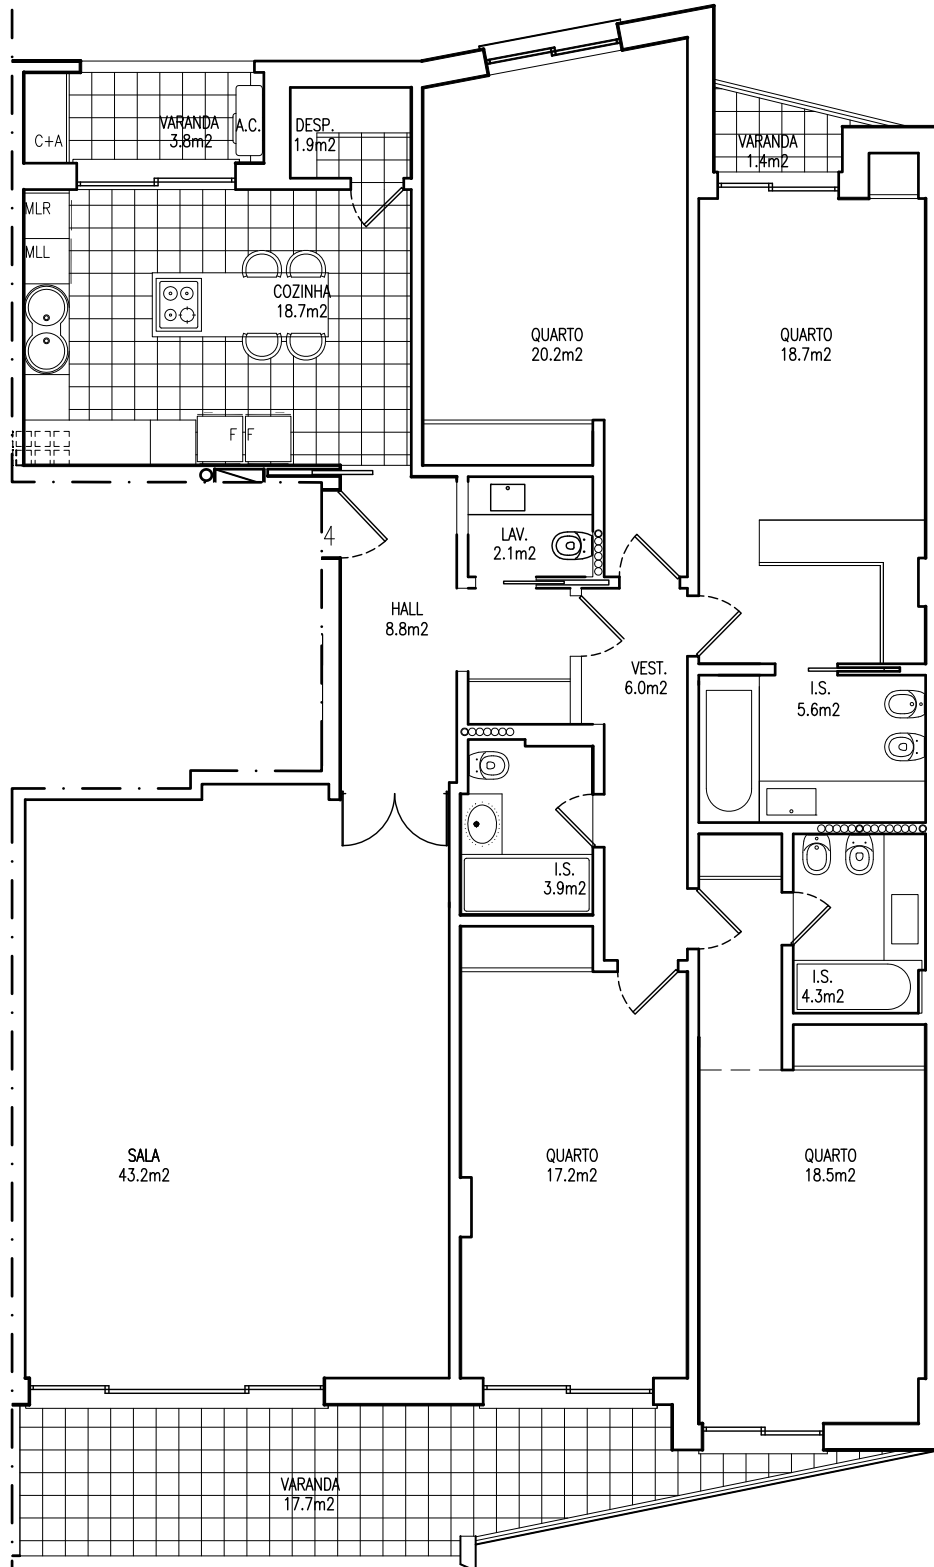 VARANDA
3.8m2
A.C.
C+A
DESP.
1.9m2
VARANDA
1.4m2
MLR
MLL
COZINHA
18.7m2
QUARTO
20.2m2
QUARTO
18.7m2
F F
4
LAV.
2.1m2
HALL
8.8m2
VEST.
6.0m2
I.S.
5.6m2
I.S.
3.9m2
I.S.
4.3m2
SALA
43.2m2
QUARTO
17.2m2
QUARTO
18.5m2
VARANDA
17.7m2